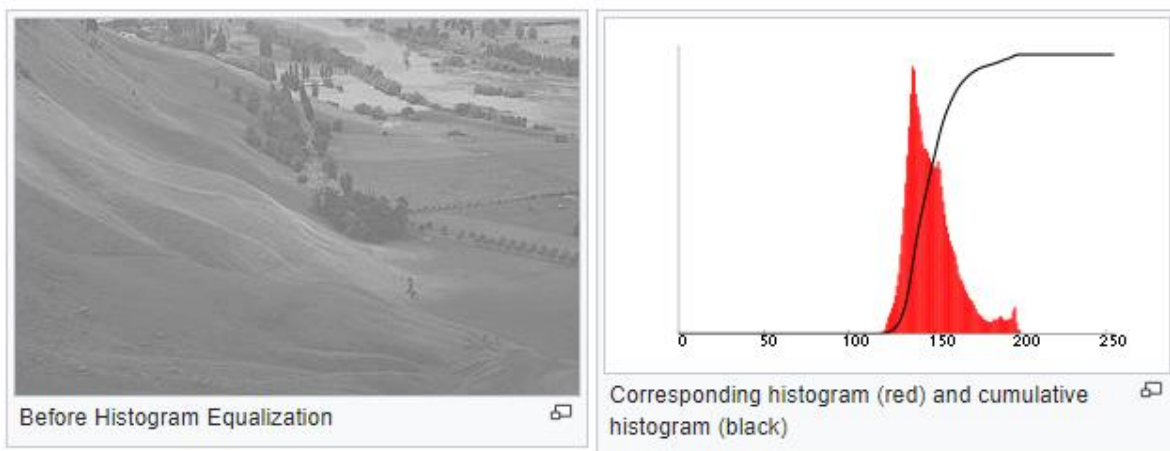 0 50 100 150 200 250
Before Histogram Equalization
Corresponding histogram (red) and cumulative
histogram (black)